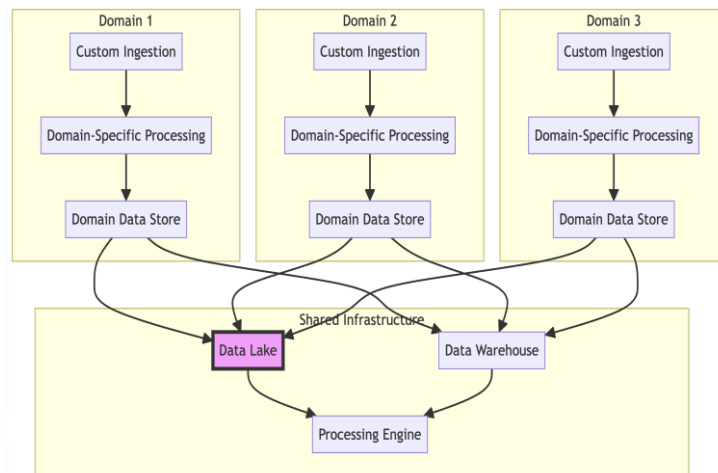 Domain 1
Domain 2
Domain 3
Custom Ingestion
Custom Ingestion
Custom Ingestion
Domain-Specific Processing
Domain-Specific Processing
Domain-Specific Processing
Domain Data Store
Domain Data Store
Domain Data Store
Shared Infrastructure
Data Lake
Data Warehouse
Processing Engine